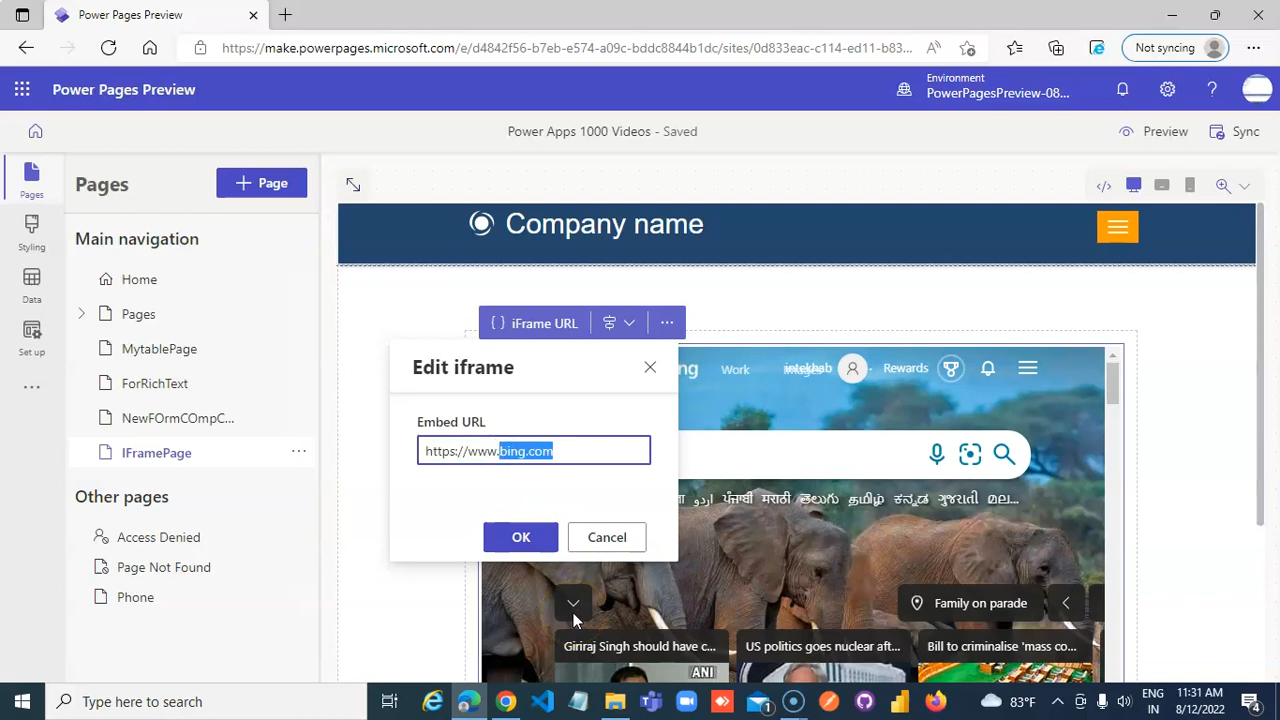 Power Pages Preview
https://make.powerpages.microsoft.com/e/d4842f56-b7eb-e574-a09c-bddc8844b1dc/sites/0d833eac-c114-ed11-b83...
Not syncing
Power Pages Preview
Environment
PowerPagesPreview-08...
Power Apps 1000 Videos - Saved
Preview
Sync
Pages
Styling
Data
Set up
Pages
+ Page
Main navigation
Home
Pages
MytablePage
ForRichText
NewFOrmCOmpC...
IFramePage
Other pages
Access Denied
Page Not Found
Phone
Company name
iFrame URL
Edit iframe
Embed URL
https://www.bing.com
OK
Cancel
Work
intekhab
Rewards
اردو ਪੰਜਾਬੀ मराठी తెలుగు தமிழ் ಕನ್ನಡ ગુજરાતી മല...
Family on parade
Giriraj Singh should have c...
US politics goes nuclear aft...
Bill to criminalise 'mass co...
ANI
Type here to search
83°F
ENG
IN
11:31 AM
8/12/2022